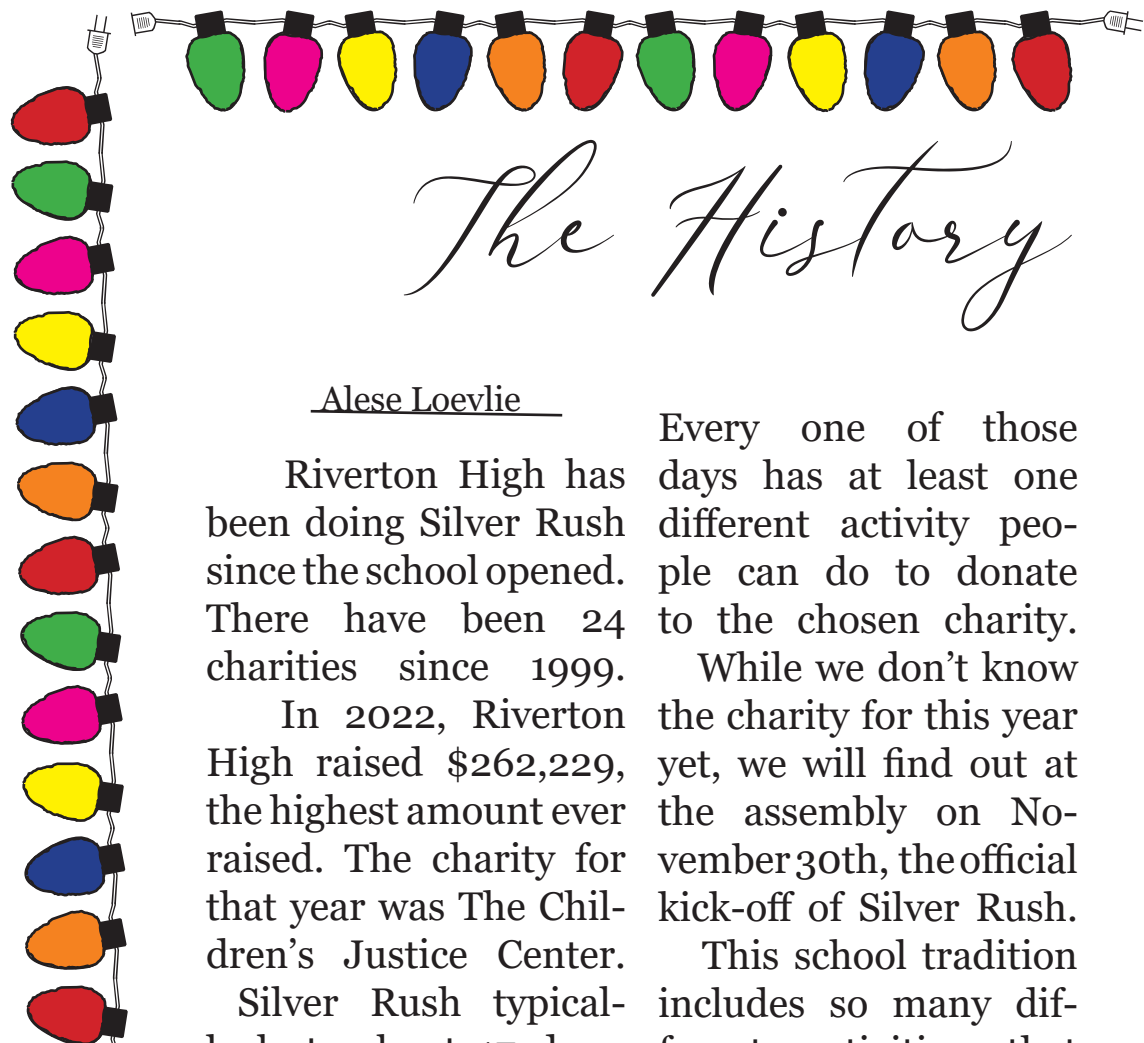 The History
Alese Loevlie
Riverton High has
been doing Silver Rush
since the school opened.
There have been 24
charities since 1999.
In 2022, Riverton
High raised $262,229,
the highest amount ever
raised. The charity for
that year was The Chil-
dren’s Justice Center.
Silver Rush typical-
Every one of those
days has at least one
different activity peo-
ple can do to donate
to the chosen charity.
While we don’t know
the charity for this year
yet, we will find out at
the assembly on No-
vember 30th, the official
kick-off of Silver Rush.
This school tradition
includes so many dif-